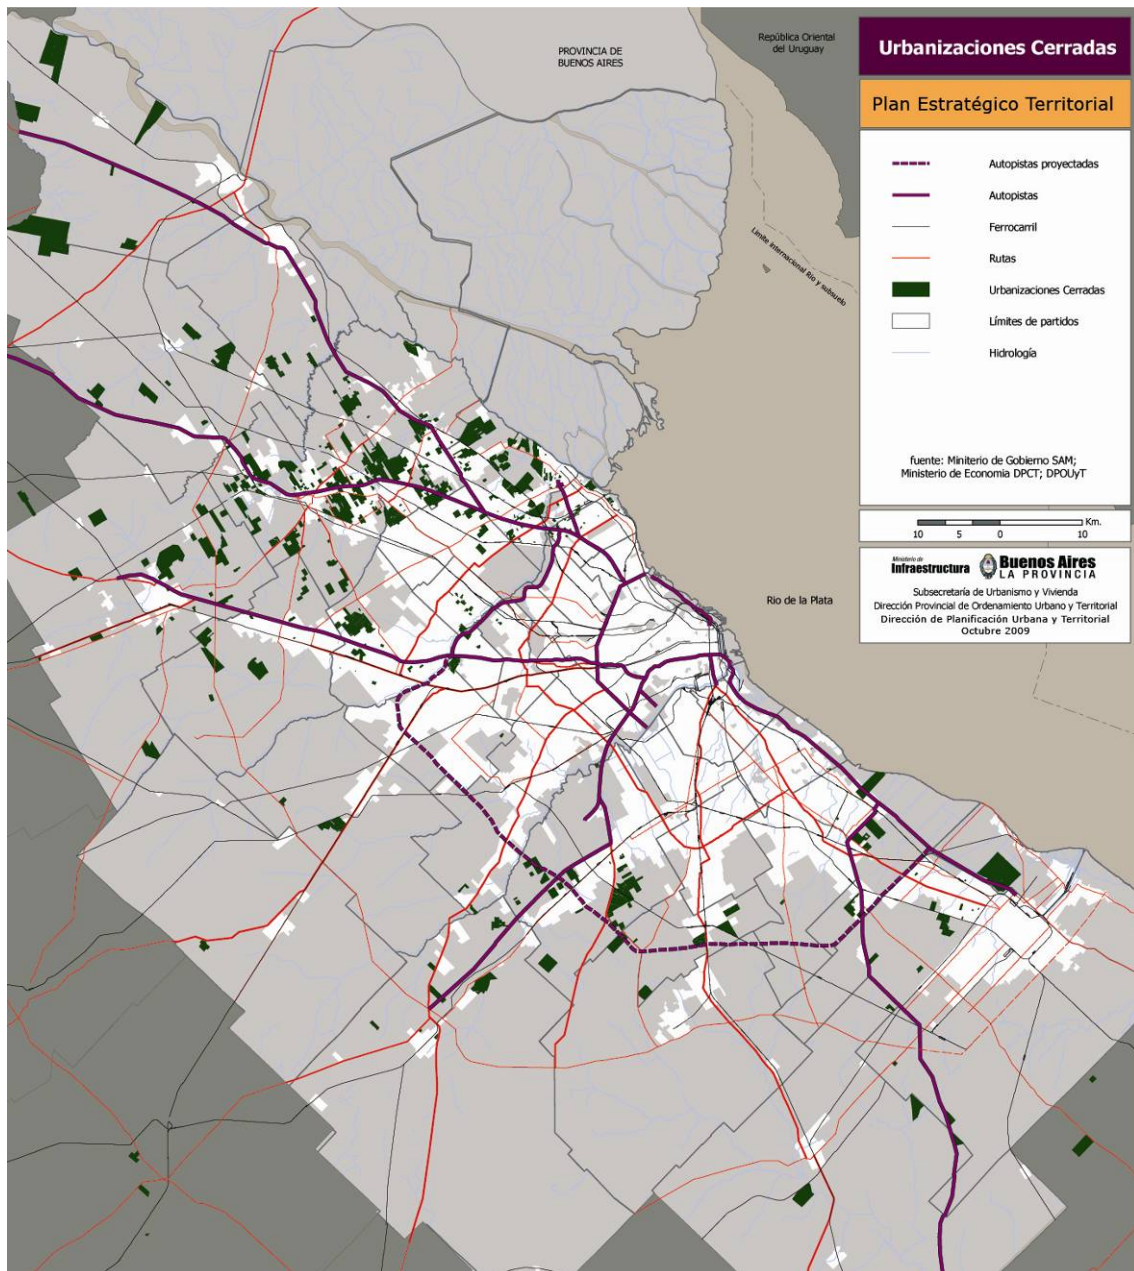 PROVINCIA DE
BUENOS AIRES
República Oriental
del Uruguay
Límite internacional Río y subsuelo
Río de la Plata
Urbanizaciones Cerradas
Plan Estratégico Territorial
Autopistas proyectadas
Autopistas
Ferrocarril
Rutas
Urbanizaciones Cerradas
Límites de partidos
Hidrología
fuente: Miniterio de Gobierno SAM;
Ministerio de Economia DPCT; DPOUyT
10 5 0 10 Km.
Ministerio de
Infraestructura
Buenos Aires
LA PROVINCIA
Subsecretaría de Urbanismo y Vivienda
Dirección Provincial de Ordenamiento Urbano y Territorial
Dirección de Planificación Urbana y Territorial
Octubre 2009